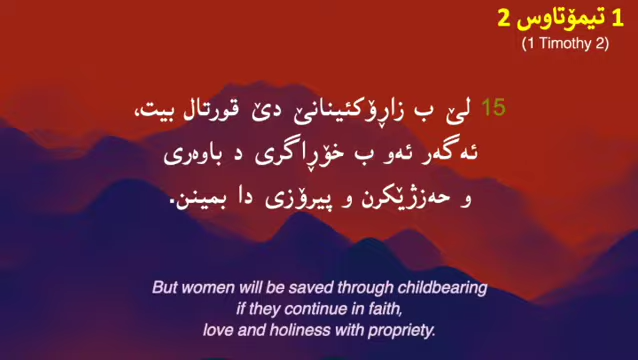 1 تیمۆتاوس 2
(1 Timothy 2)
15 لێ ب زاڕۆکئینانێ دێ قورتال بیت،
ئەگەر ئەو ب خۆڕاگری د باوەری
و حەزژێکرن و پیرۆزی دا بمینن.
But women will be saved through childbearing
if they continue in faith,
love and holiness with propriety.